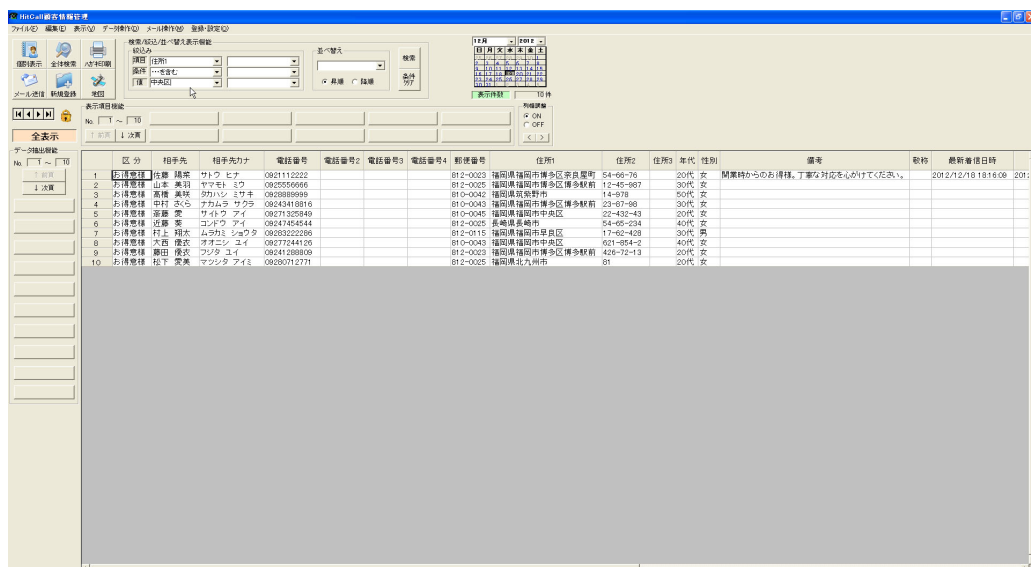 HitCall顧客情報管理
ファイル(F) 編集(E) 表示(V) データ操作(D) メール操作(M) 登録・設定(O)
検索/絞込/並べ替え表示機能
絞込み
項目 住所1
条件 …を含む
値 中央区
並べ替え
昇順 降順
検索
条件クリア
12月 2012
日 月 火 水 木 金 土
表示件数 10 件
個別表示 全体検索 ハガキ印刷
メール送信 新規登録 地図
表示項目機能
No. 1 ～ 10
↑ 前頁 ↓ 次頁
列幅調整
ON
OFF
< >
全表示
データ抽出機能
No. 1 ～ 10
↑ 前頁
↓ 次頁
区 分 相手先 相手先カナ 電話番号 電話番号2 電話番号3 電話番号4 郵便番号 住所1 住所2 住所3 年代 性別 備考 敬称 最新着信日時
1 お得意様 佐藤 陽菜 サトウ ヒナ 0921112222 812-0023 福岡県福岡市博多区奈良屋町 54-66-76 20代 女 開業時からのお得様。丁寧な対応を心がけてください。 2012/12/18 18:16:09 2012
2 お得意様 山本 美羽 ヤマモト ミウ 0925556666 812-0025 福岡県福岡市博多区博多駅前 12-45-987 30代 女
3 お得意様 高橋 美咲 タカハシ ミサキ 0928889999 810-0042 福岡県筑紫野市 14-978 50代 女
4 お得意様 中村 さくら ナカムラ サクラ 09243418816 810-0043 福岡県福岡市博多区博多駅前 23-87-98 30代 女
5 お得意様 斎藤 愛 サイトウ アイ 09271325849 810-0045 福岡県福岡市中央区 22-432-43 20代 女
6 お得意様 近藤 葵 コンドウ アイ 09247454544 812-0025 長崎県長崎市 54-65-234 40代 女
7 お得意様 村上 翔太 ムラカミ ショウタ 09283222286 812-0115 福岡県福岡市早良区 17-62-428 30代 男
8 お得意様 大西 優衣 オオニシ ユイ 09277244126 810-0043 福岡県福岡市中央区 621-854-2 40代 女
9 お得意様 藤田 優衣 フジタ ユイ 09241288809 812-0023 福岡県福岡市博多区博多駅前 426-72-13 20代 女
10 お得意様 松下 愛美 マツシタ アイミ 09280712771 812-0025 福岡県北九州市 81 20代 女